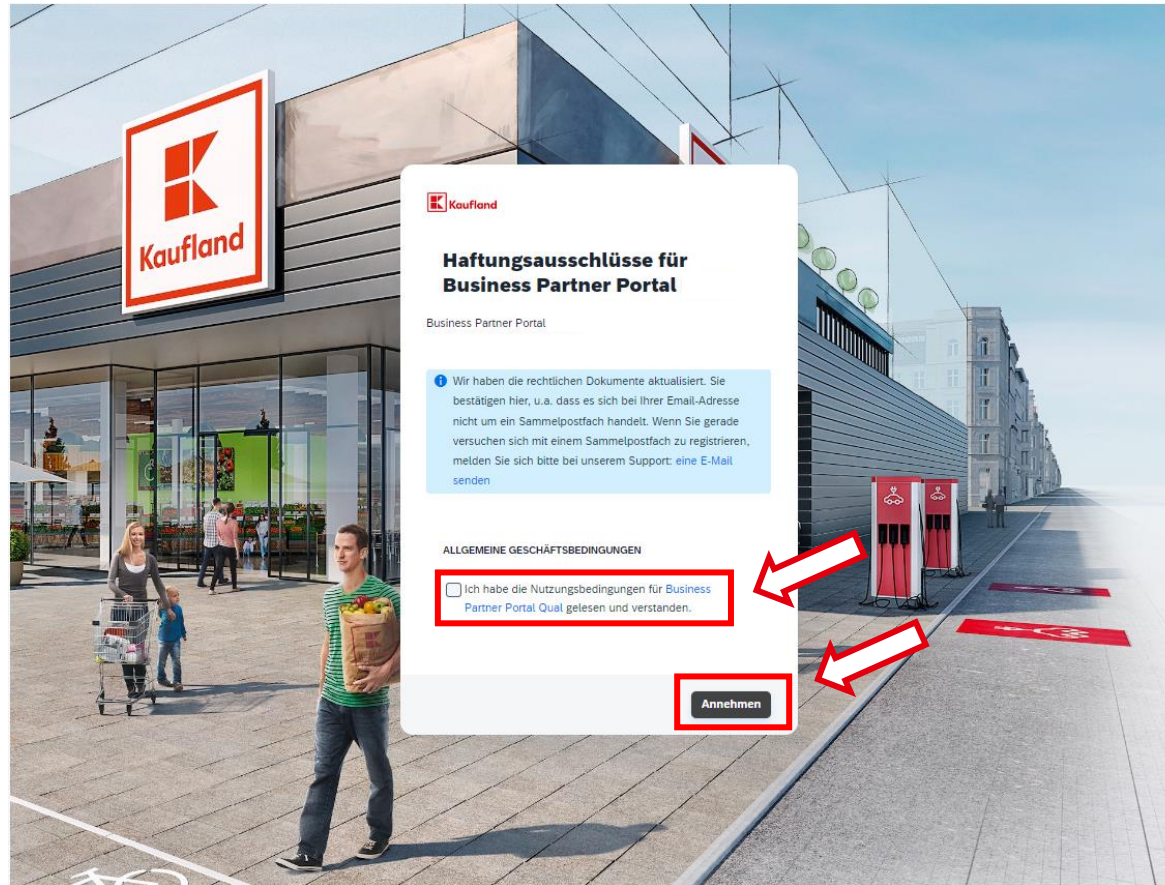 Kaufland
Kaufland
Haftungsausschlüsse für
Business Partner Portal
Business Partner Portal
Wir haben die rechtlichen Dokumente aktualisiert. Sie
bestätigen hier, u.a. dass es sich bei Ihrer Email-Adresse
nicht um ein Sammelpostfach handelt. Wenn Sie gerade
versuchen sich mit einem Sammelpostfach zu registrieren,
melden Sie sich bitte bei unserem Support: eine E-Mail
senden
ALLGEMEINE GESCHÄFTSBEDINGUNGEN
Ich habe die Nutzungsbedingungen für Business
Partner Portal Qual gelesen und verstanden.
Annehmen